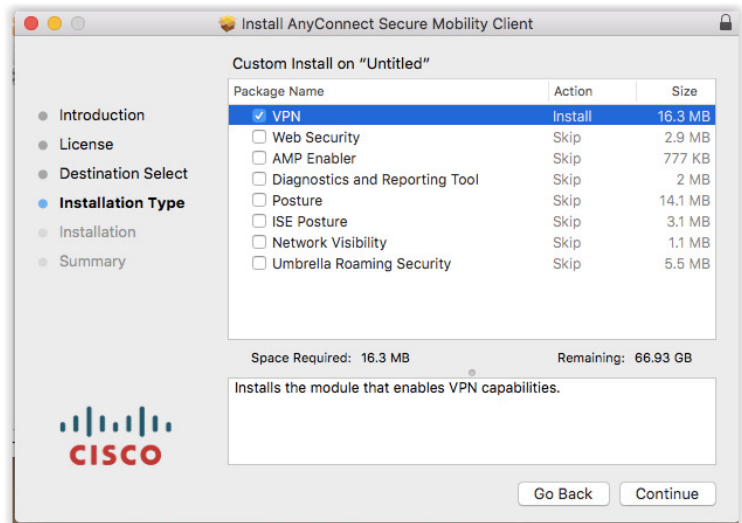 Install AnyConnect Secure Mobility Client
Custom Install on "Untitled"
Package Name Action Size
VPN Install 16.3 MB
Web Security Skip 2.9 MB
AMP Enabler Skip 777 KB
Diagnostics and Reporting Tool Skip 2 MB
Posture Skip 14.1 MB
ISE Posture Skip 3.1 MB
Network Visibility Skip 1.1 MB
Umbrella Roaming Security Skip 5.5 MB
Introduction
License
Destination Select
Installation Type
Installation
Summary
Space Required: 16.3 MB Remaining: 66.93 GB
Installs the module that enables VPN capabilities.
CISCO
Go Back Continue